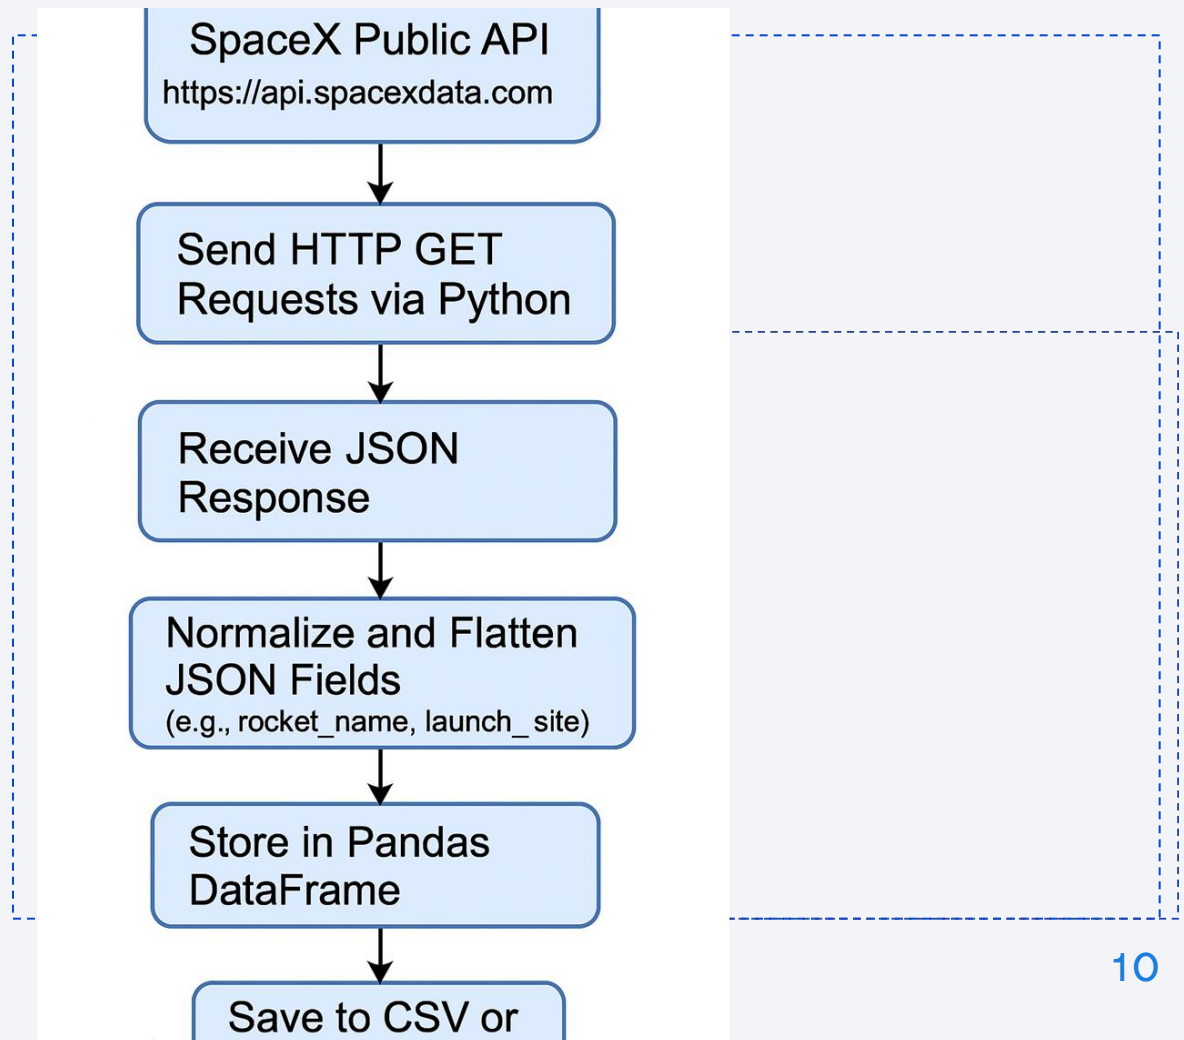 SpaceX Public API
https://api.spacexdata.com
Send HTTP GET
Requests via Python
Receive JSON
Response
Normalize and Flatten
JSON Fields
(e.g., rocket_name, launch_ site)
Store in Pandas
DataFrame
Save to CSV or
10